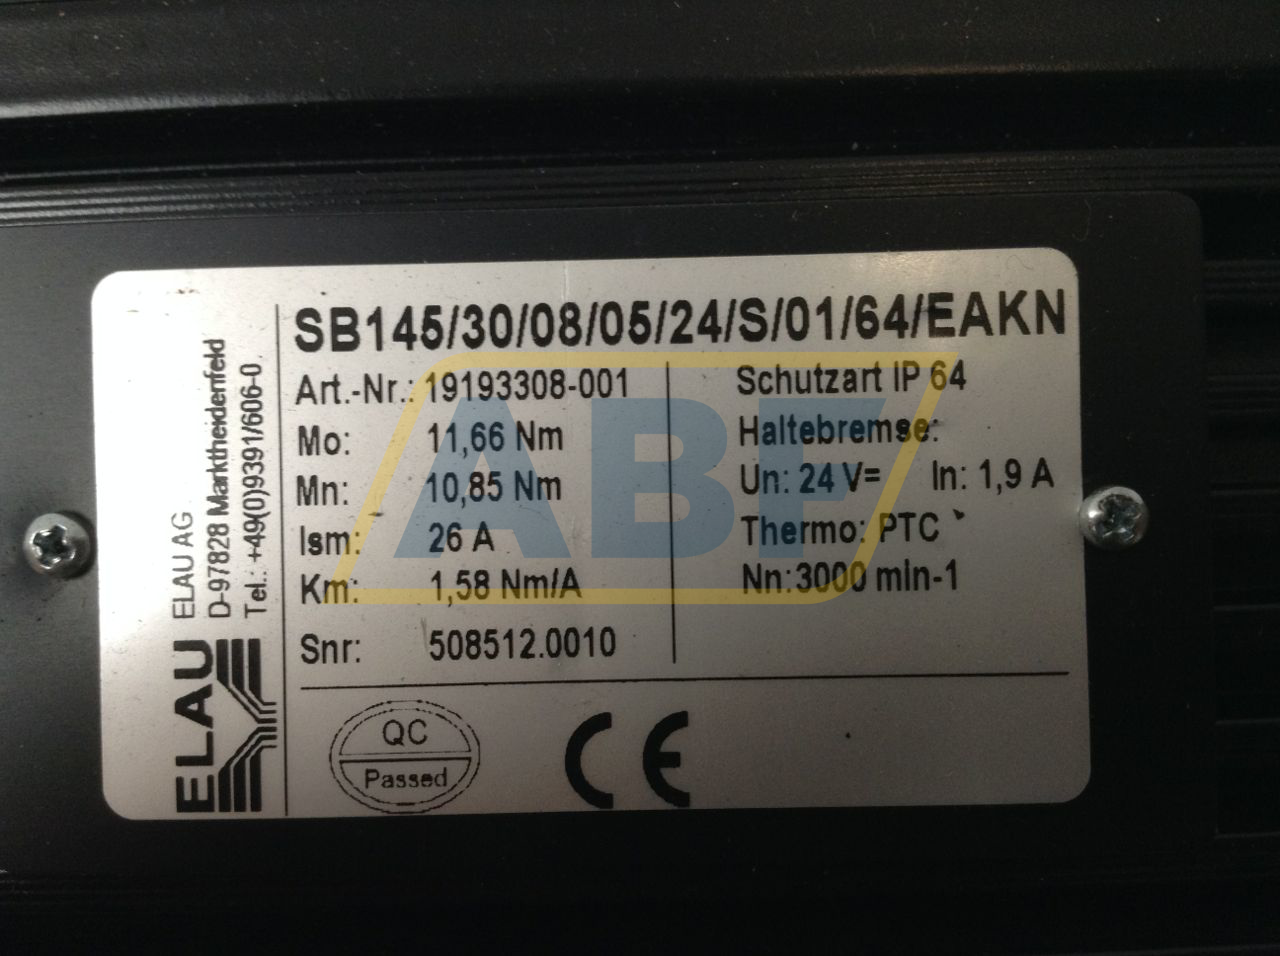 SB145/30/08/05/24/S/01/64/EAKN
Art.-Nr.: 19193308-001
Mo: 11,66 Nm
Mn: 10,85 Nm
Ism: 26 A
Km: 1,58 Nm/A
Snr: 508512.0010
Schutzart IP 64
Haltebremse:
Un: 24 V= In: 1,9 A
Thermo: PTC
Nn:3000 min-1
ELAU
ELAU AG
D-97828 Marktheidenfeld
Tel.: +49(0)9391/606-0
QC
Passed
CE
ABF